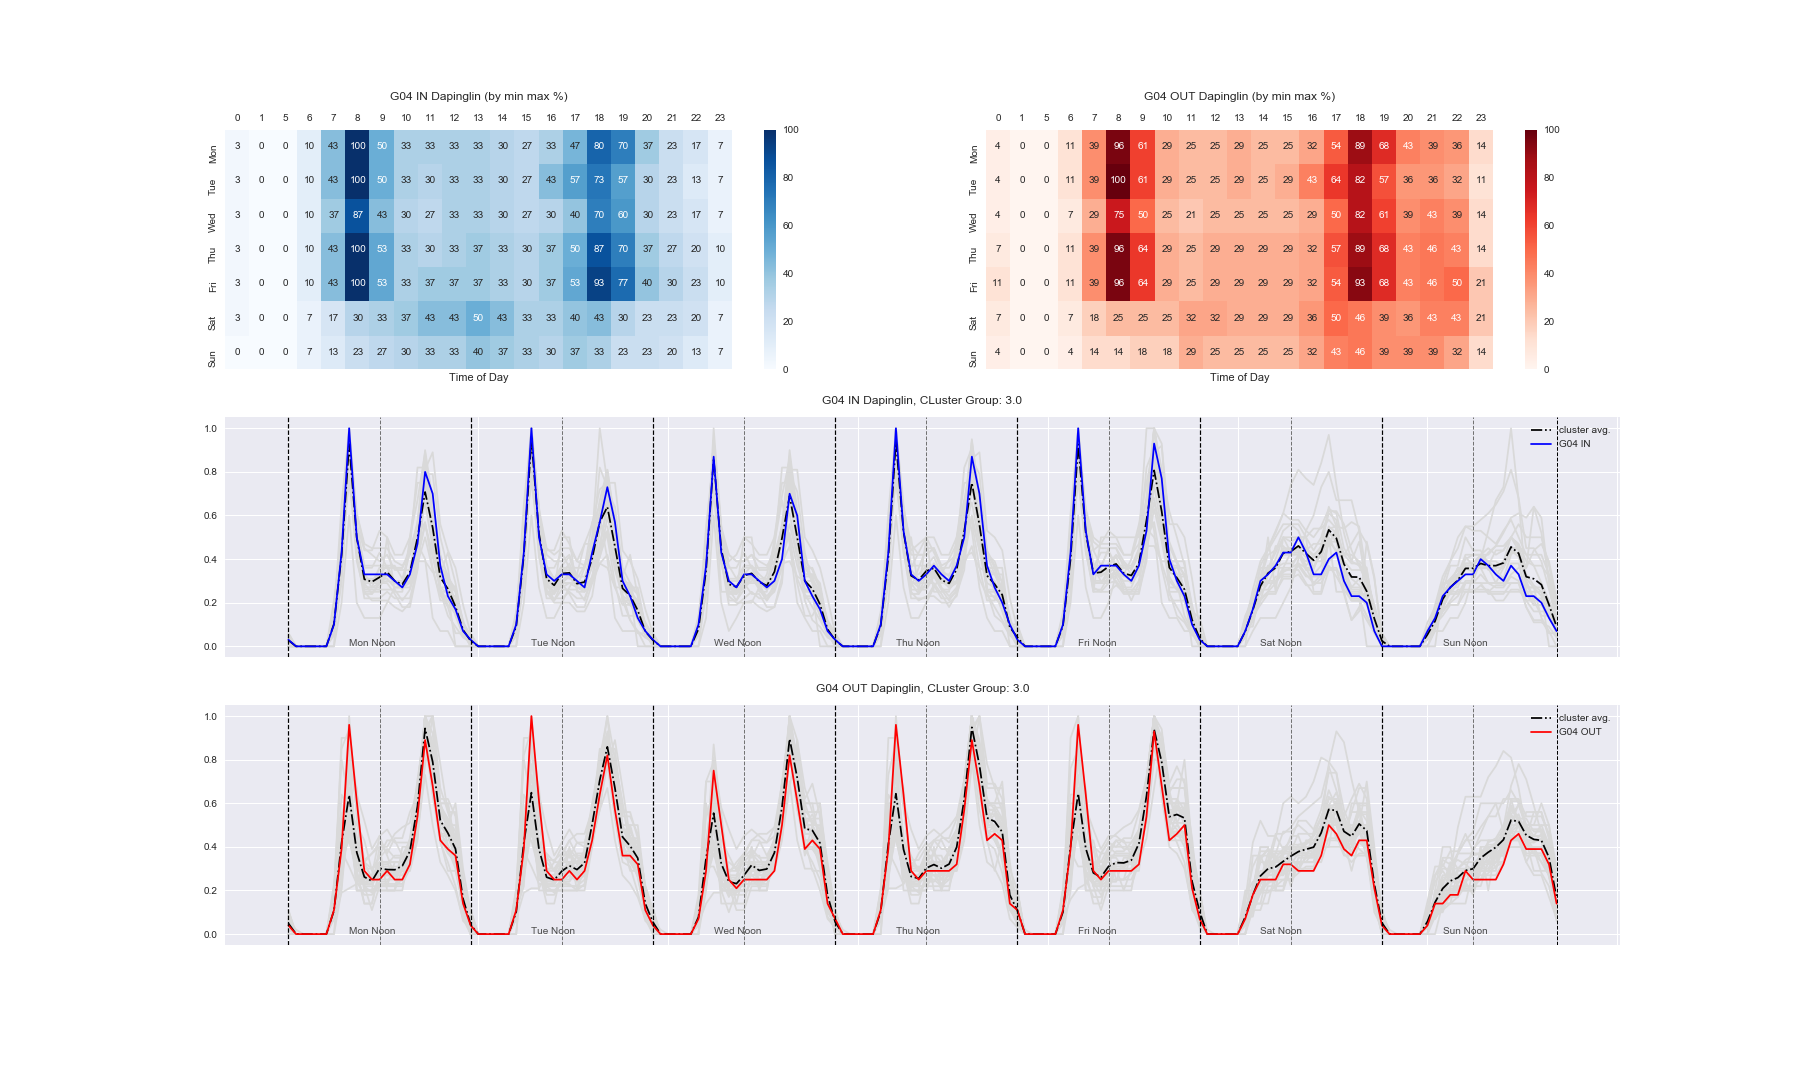 G04 IN Dapinglin (by min max %)
0 1 5 6 7 8 9 10 11 12 13 14 15 16 17 18 19 20 21 22 23
Mon 3 0 0 10 43 100 50 33 33 33 33 30 27 33 47 80 70 37 23 17 7
Tue 3 0 0 10 43 100 50 33 30 33 33 30 27 43 57 73 57 30 23 13 7
Wed 3 0 0 10 37 87 43 30 27 33 33 30 27 30 40 70 60 30 23 17 7
Thu 3 0 0 10 43 100 53 33 30 33 37 33 30 37 50 87 70 37 27 20 10
Fri 3 0 0 10 43 100 53 33 37 37 37 33 30 37 53 93 77 40 30 23 10
Sat 3 0 0 7 17 30 33 37 43 43 50 43 33 33 40 43 30 23 23 20 7
Sun 0 0 0 7 13 23 27 30 33 33 40 37 33 30 37 33 23 23 20 13 7
Time of Day
100
80
60
40
20
0
G04 OUT Dapinglin (by min max %)
0 1 5 6 7 8 9 10 11 12 13 14 15 16 17 18 19 20 21 22 23
Mon 4 0 0 11 39 96 61 29 25 25 29 25 25 32 54 89 68 43 39 36 14
Tue 4 0 0 11 39 100 61 29 25 25 29 25 29 43 64 82 57 36 36 32 11
Wed 4 0 0 7 29 75 50 25 21 25 25 25 25 29 50 82 61 39 43 39 14
Thu 7 0 0 11 39 96 64 29 25 29 29 29 29 32 57 89 68 43 46 43 14
Fri 11 0 0 11 39 96 64 29 25 29 29 29 29 32 54 93 68 43 46 50 21
Sat 7 0 0 7 18 25 25 25 32 32 29 29 29 36 50 46 39 36 43 43 21
Sun 4 0 0 4 14 14 18 18 29 25 25 25 25 32 43 46 39 39 39 32 14
Time of Day
100
80
60
40
20
0
G04 IN Dapinglin, CLuster Group: 3.0
1.0
0.8
0.6
0.4
0.2
0.0
cluster avg.
G04 IN
Mon Noon Tue Noon Wed Noon Thu Noon Fri Noon Sat Noon Sun Noon
G04 OUT Dapinglin, CLuster Group: 3.0
1.0
0.8
0.6
0.4
0.2
0.0
cluster avg.
G04 OUT
Mon Noon Tue Noon Wed Noon Thu Noon Fri Noon Sat Noon Sun Noon